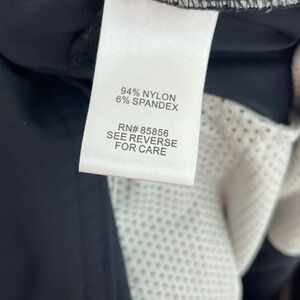 94% NYLON
6% SPANDEX
RN# 85856
SEE REVERSE
FOR CARE